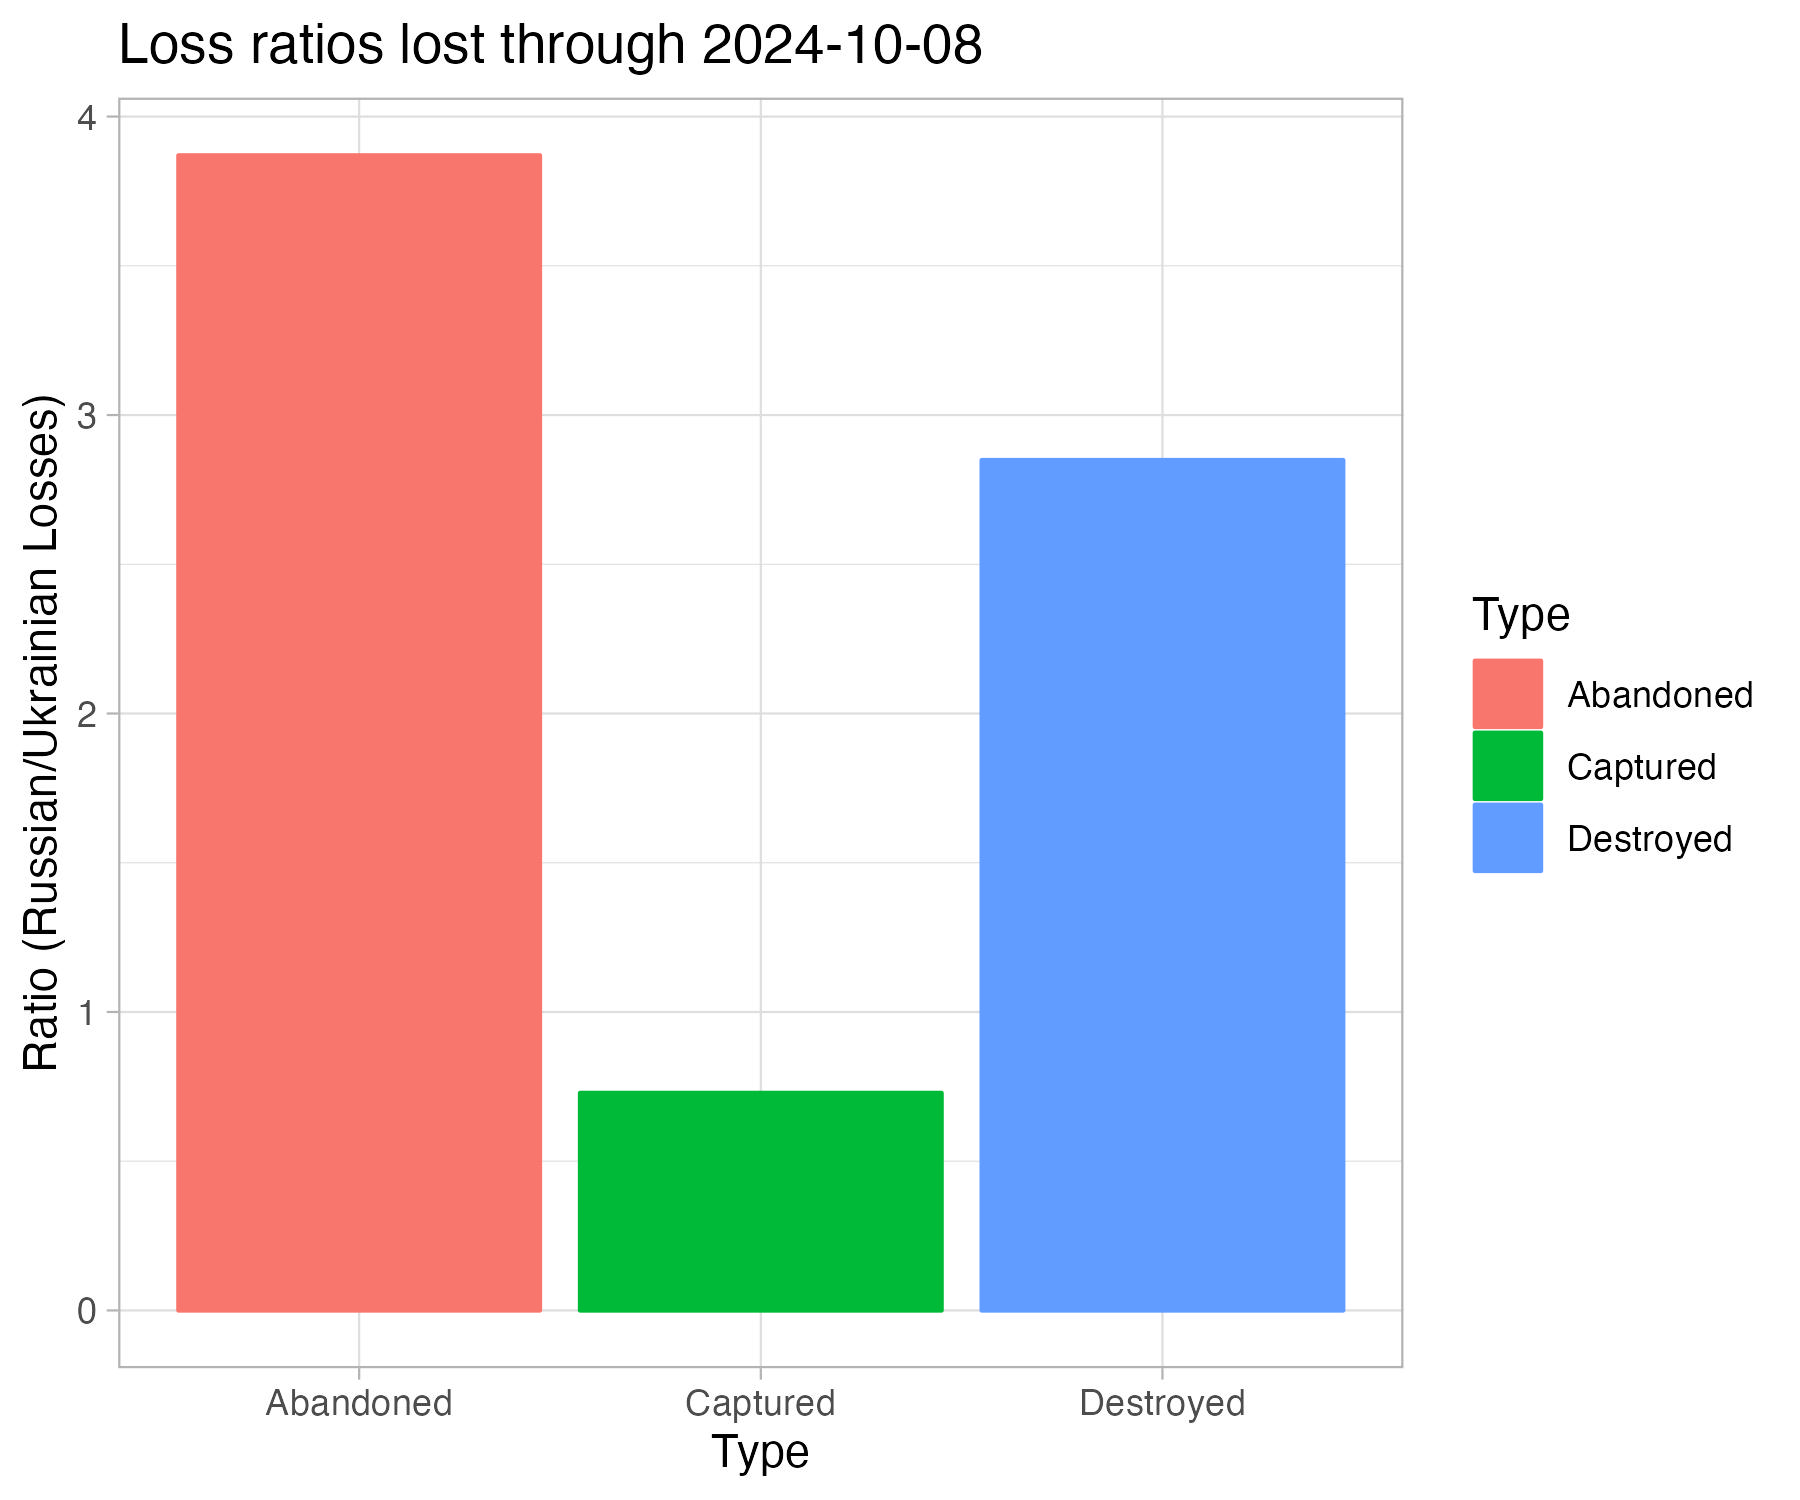 Loss ratios lost through 2024-10-08
Ratio (Russian/Ukrainian Losses)
4
3
2
1
0
Abandoned
Captured
Destroyed
Type
Type
Abandoned
Captured
Destroyed